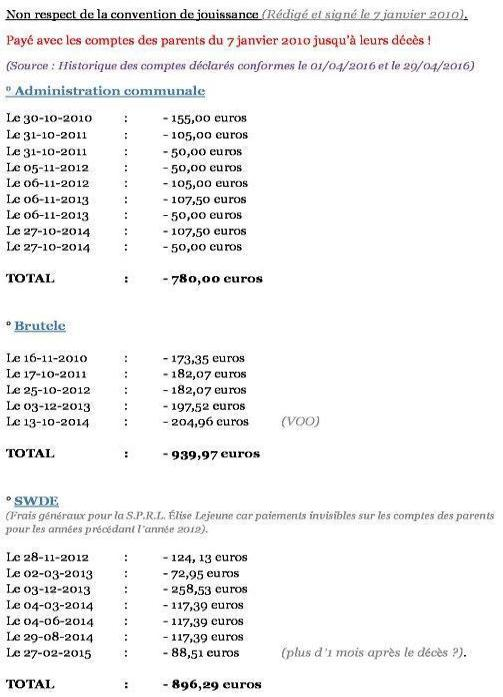 Non respect de la convention de jouissance (Rédigé et signé le 7 janvier 2010).
Payé avec les comptes des parents du 7 janvier 2010 jusqu'à leurs décès !
(Source : Historique des comptes déclarés conformes le 01/04/2016 et le 29/04/2016)
° Administration communale
Le 30-10-2010 : - 155,00 euros
Le 31-10-2011 : - 105,00 euros
Le 31-10-2011 : - 50,00 euros
Le 05-11-2012 : - 50,00 euros
Le 06-11-2012 : - 105,00 euros
Le 06-11-2013 : - 107,50 euros
Le 06-11-2013 : - 50,00 euros
Le 27-10-2014 : - 107,50 euros
Le 27-10-2014 : - 50,00 euros
TOTAL : - 780,00 euros
° Brutele
Le 16-11-2010 : - 173,35 euros
Le 17-10-2011 : - 182,07 euros
Le 25-10-2012 : - 182,07 euros
Le 03-12-2013 : - 197,52 euros
Le 13-10-2014 : - 204,96 euros (VOO)
TOTAL : - 939,97 euros
° SWDE
(Frais généraux pour la S.P.R.L. Élise Lejeune car paiements invisibles sur les comptes des parents
pour les années précédant l'année 2012).
Le 28-11-2012 : - 124, 13 euros
Le 02-03-2013 : - 72,95 euros
Le 03-12-2013 : - 258,53 euros
Le 04-03-2014 : - 117,39 euros
Le 04-06-2014 : - 117,39 euros
Le 29-08-2014 : - 117,39 euros
Le 27-02-2015 : - 88,51 euros (plus d'1 mois après le décès ?).
TOTAL : - 896,29 euros